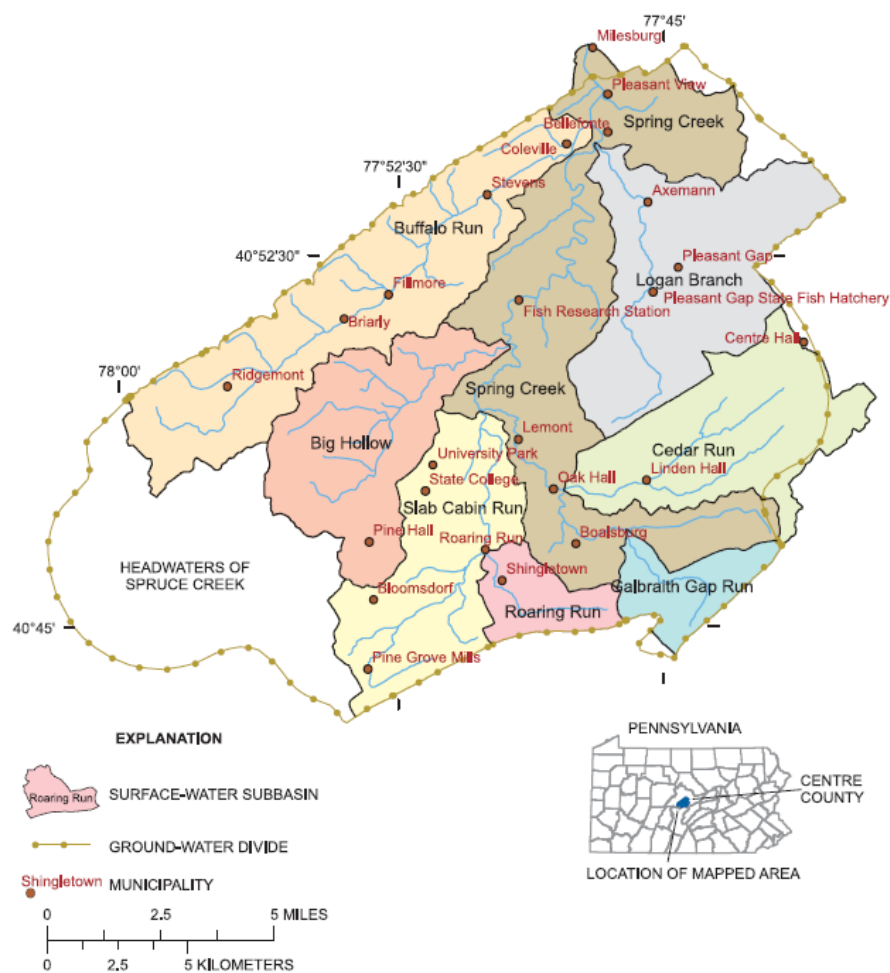 77°45'
Milesburg
Pleasant View
Spring Creek
Bellefonte
Coleville
77°52'30"
Stevens
Axemann
Buffalo Run
40°52'30"
Pleasant Gap
Logan Branch
Fillmore
Pleasant Gap State Fish Hatchery
Fish Research Station
Briarly
Centre Hall
78°00'
Ridgemont
Spring Creek
Lemont
Big Hollow
Cedar Run
University Park
Linden Hall
Oak Hall
State College
Slab Cabin Run
Pine Hall
Roaring Run
Boalsburg
HEADWATERS OF
SPRUCE CREEK
Shingletown
Galbraith Gap Run
Bloomsdorf
Roaring Run
40°45'
Pine Grove Mills
EXPLANATION
Roaring Run
SURFACE-WATER SUBBASIN
GROUND-WATER DIVIDE
Shingletown
MUNICIPALITY
0 2.5 5 MILES
0 2.5 5 KILOMETERS
PENNSYLVANIA
CENTRE
COUNTY
LOCATION OF MAPPED AREA